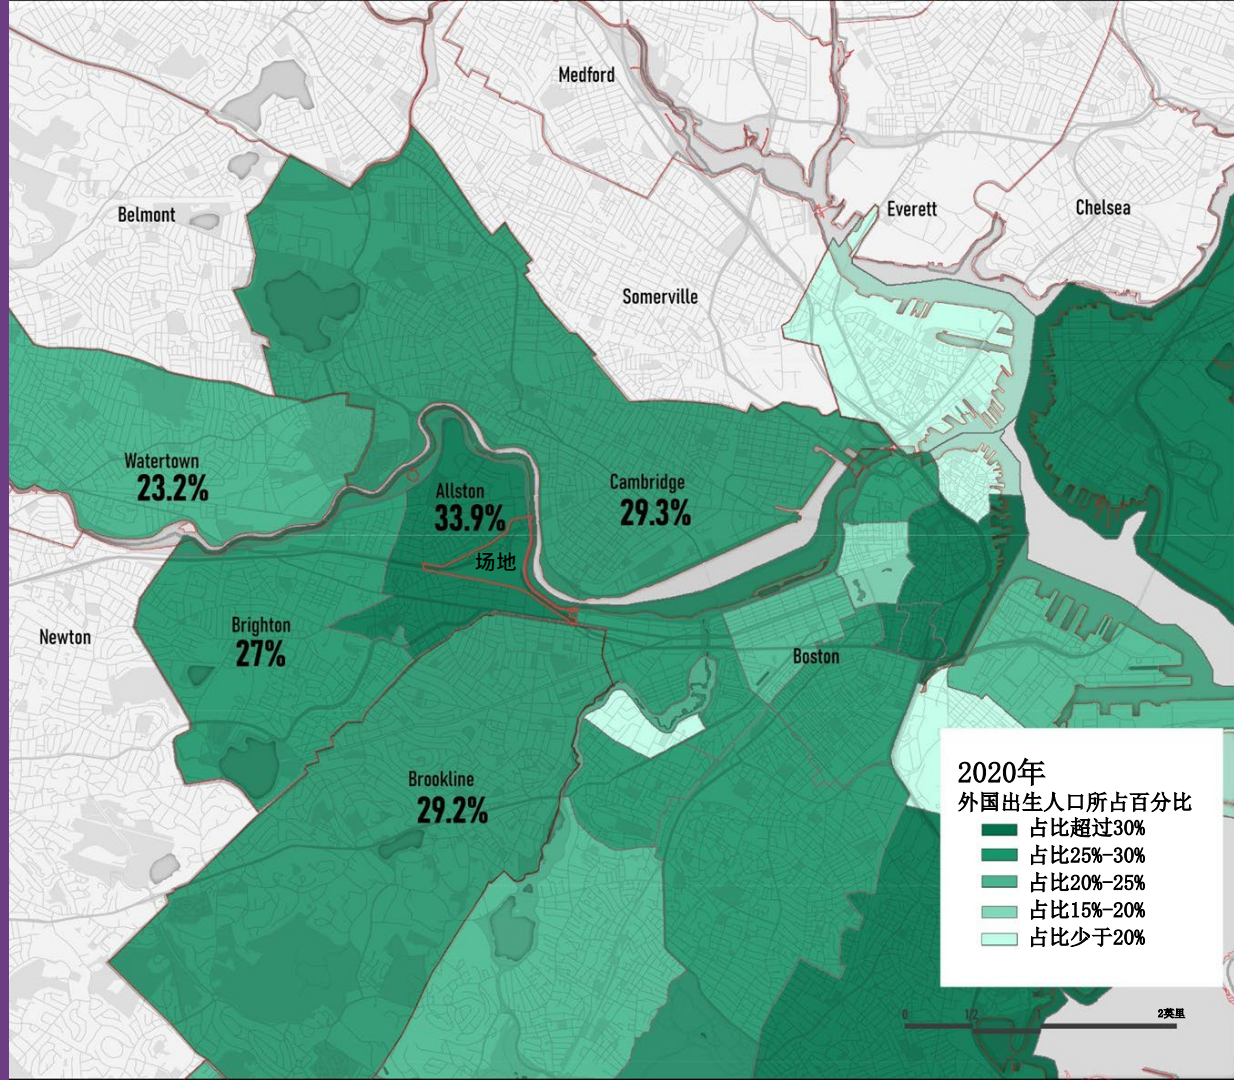 Medford
Belmont
Everett
Chelsea
Somerville
Watertown
23.2%
Allston
33.9%
Cambridge
29.3%
场地
Brighton
27%
Newton
Boston
Brookline
29.2%
2020年
外国出生人口所占百分比
占比超过30%
占比25%-30%
占比20%-25%
占比15%-20%
占比少于20%
0 1/2 1 2英里